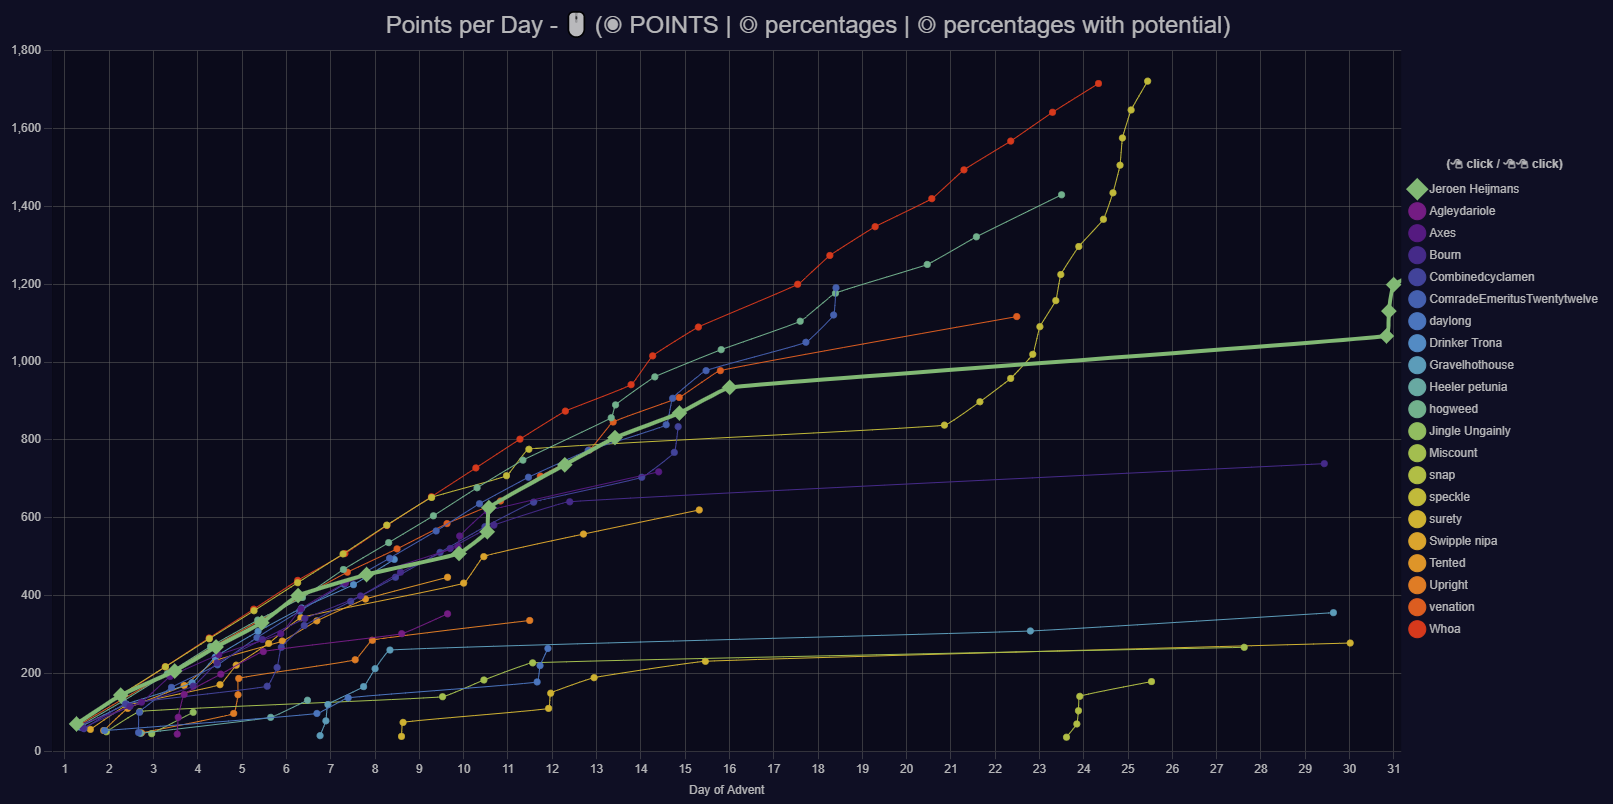 Points per Day - 🖱 (◉ POINTS | ◎ percentages | ◎ percentages with potential)
1,800
1,600
1,400
1,200
1,000
800
600
400
200
0
1 2 3 4 5 6 7 8 9 10 11 12 13 14 15 16 17 18 19 20 21 22 23 24 25 26 27 28 29 30 31
Day of Advent
(🖱 click / 🖱🖱 click)
Jeroen Heijmans
Agleydariole
Axes
Bourn
Combinedcyclamen
ComradeEmeritusTwentytwelve
daylong
Drinker Trona
Gravelhothouse
Heeler petunia
hogweed
Jingle Ungainly
Miscount
snap
speckle
surety
Swipple nipa
Tented
Upright
venation
Whoa